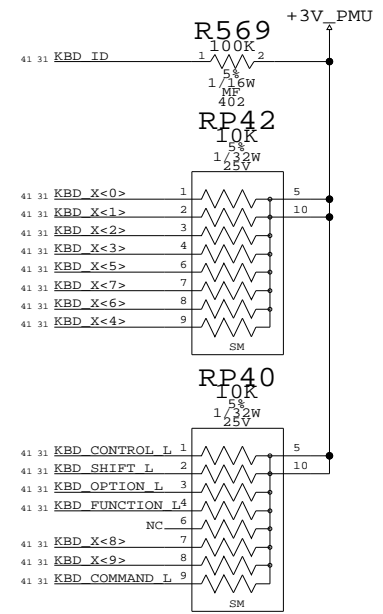 +3V_PMU
R569
100K
41 31 KBD_ID 1 2
5%
1/16W
MF
402
RP42
10K
5%
1/32W
25V
41 31 KBD_X<0> 1 5
41 31 KBD_X<1> 2 10
41 31 KBD_X<2> 3
41 31 KBD_X<3> 4
41 31 KBD_X<5> 6
41 31 KBD_X<7> 7
41 31 KBD_X<6> 8
41 31 KBD_X<4> 9
SM
RP40
10K
5%
1/32W
25V
41 31 KBD_CONTROL_L 1 5
41 31 KBD_SHIFT_L 2 10
41 31 KBD_OPTION_L 3
41 31 KBD_FUNCTION_L 4
NC 6
41 31 KBD_X<8> 7
41 31 KBD_X<9> 8
41 31 KBD_COMMAND_L 9
SM